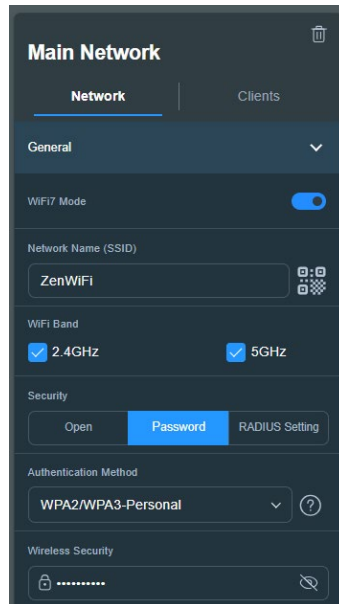 Main Network
Network Clients
General
WiFi7 Mode
Network Name (SSID)
ZenWiFi
WiFi Band
2.4GHz 5GHz
Security
Open Password RADIUS Setting
Authentication Method
WPA2/WPA3-Personal ?
Wireless Security
••••••••••